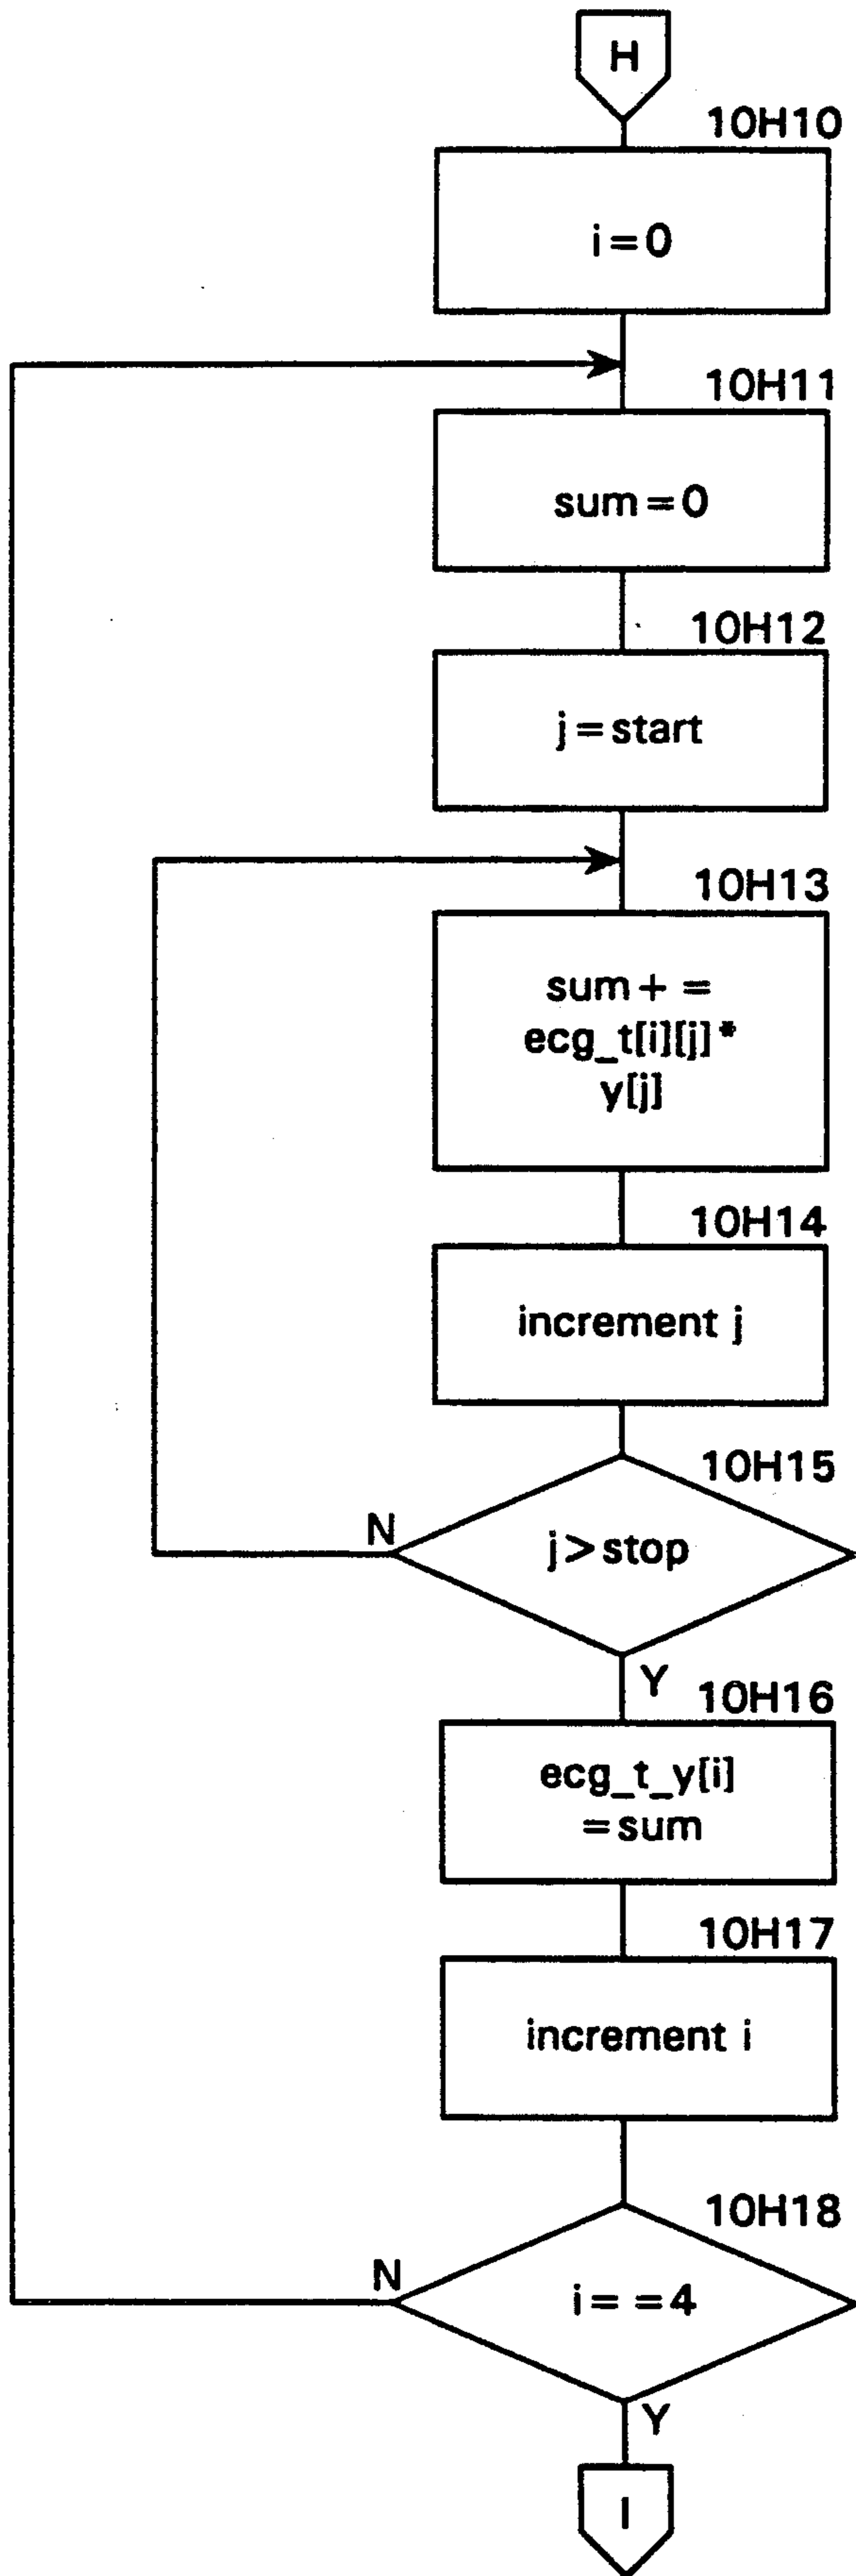 H
10H10
i=0
10H11
sum=0
10H12
j=start
10H13
sum+=
ecg_t[i][j]*
y[j]
10H14
increment j
10H15
N
j>stop
Y
10H16
ecg_t_y[i]
=sum
10H17
increment i
10H18
N
i==4
Y
I